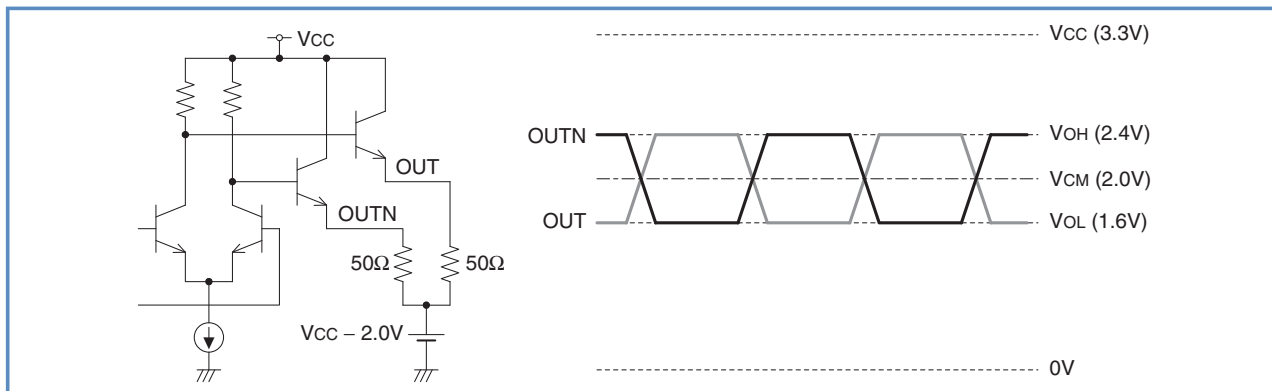 VCC
OUT
OUTN
50Ω
50Ω
VCC – 2.0V
VCC (3.3V)
OUTN
VOH (2.4V)
VCM (2.0V)
OUT
VOL (1.6V)
0V